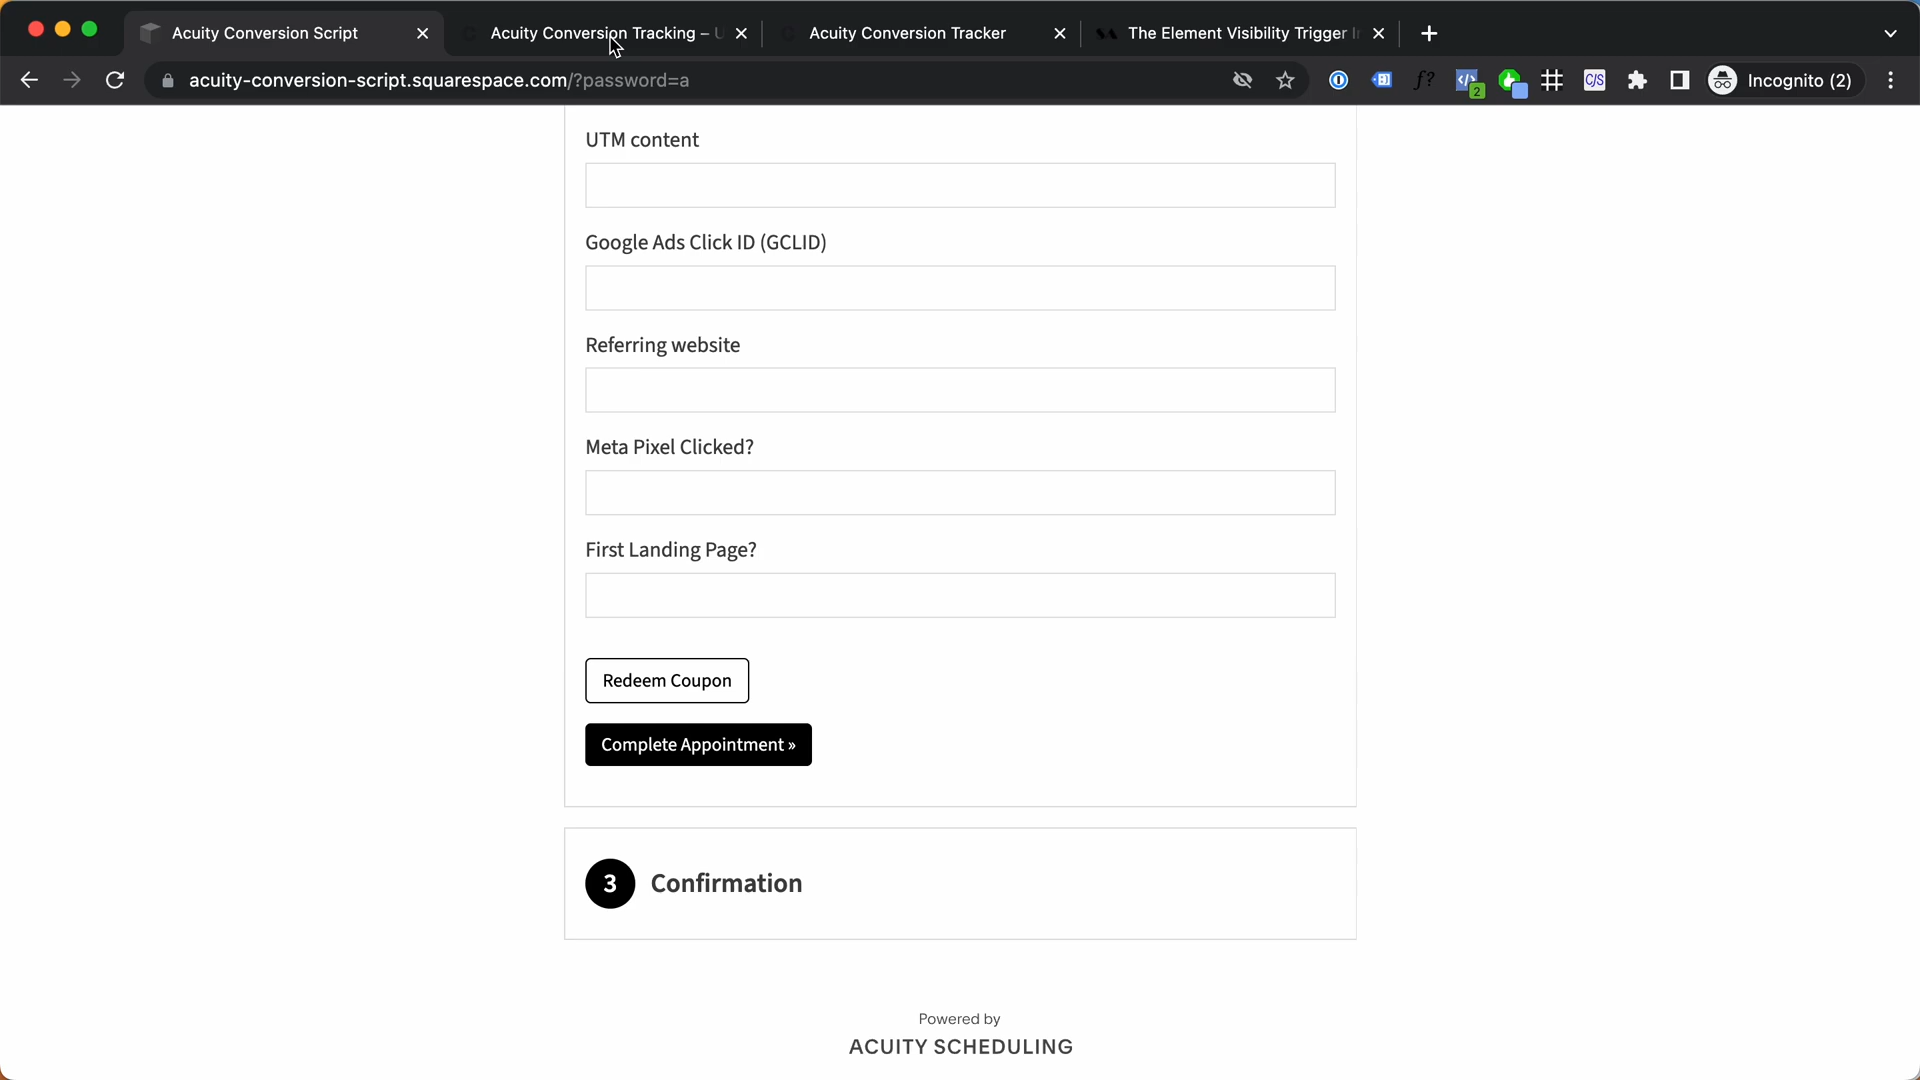 Acuity Conversion Script
Acuity Conversion Tracking – U
Acuity Conversion Tracker
The Element Visibility Trigger In
acuity-conversion-script.squarespace.com/?password=a
f?
2
C/S
Incognito (2)
UTM content
Google Ads Click ID (GCLID)
Referring website
Meta Pixel Clicked?
First Landing Page?
Redeem Coupon
Complete Appointment »
3 Confirmation
Powered by
ACUITY SCHEDULING